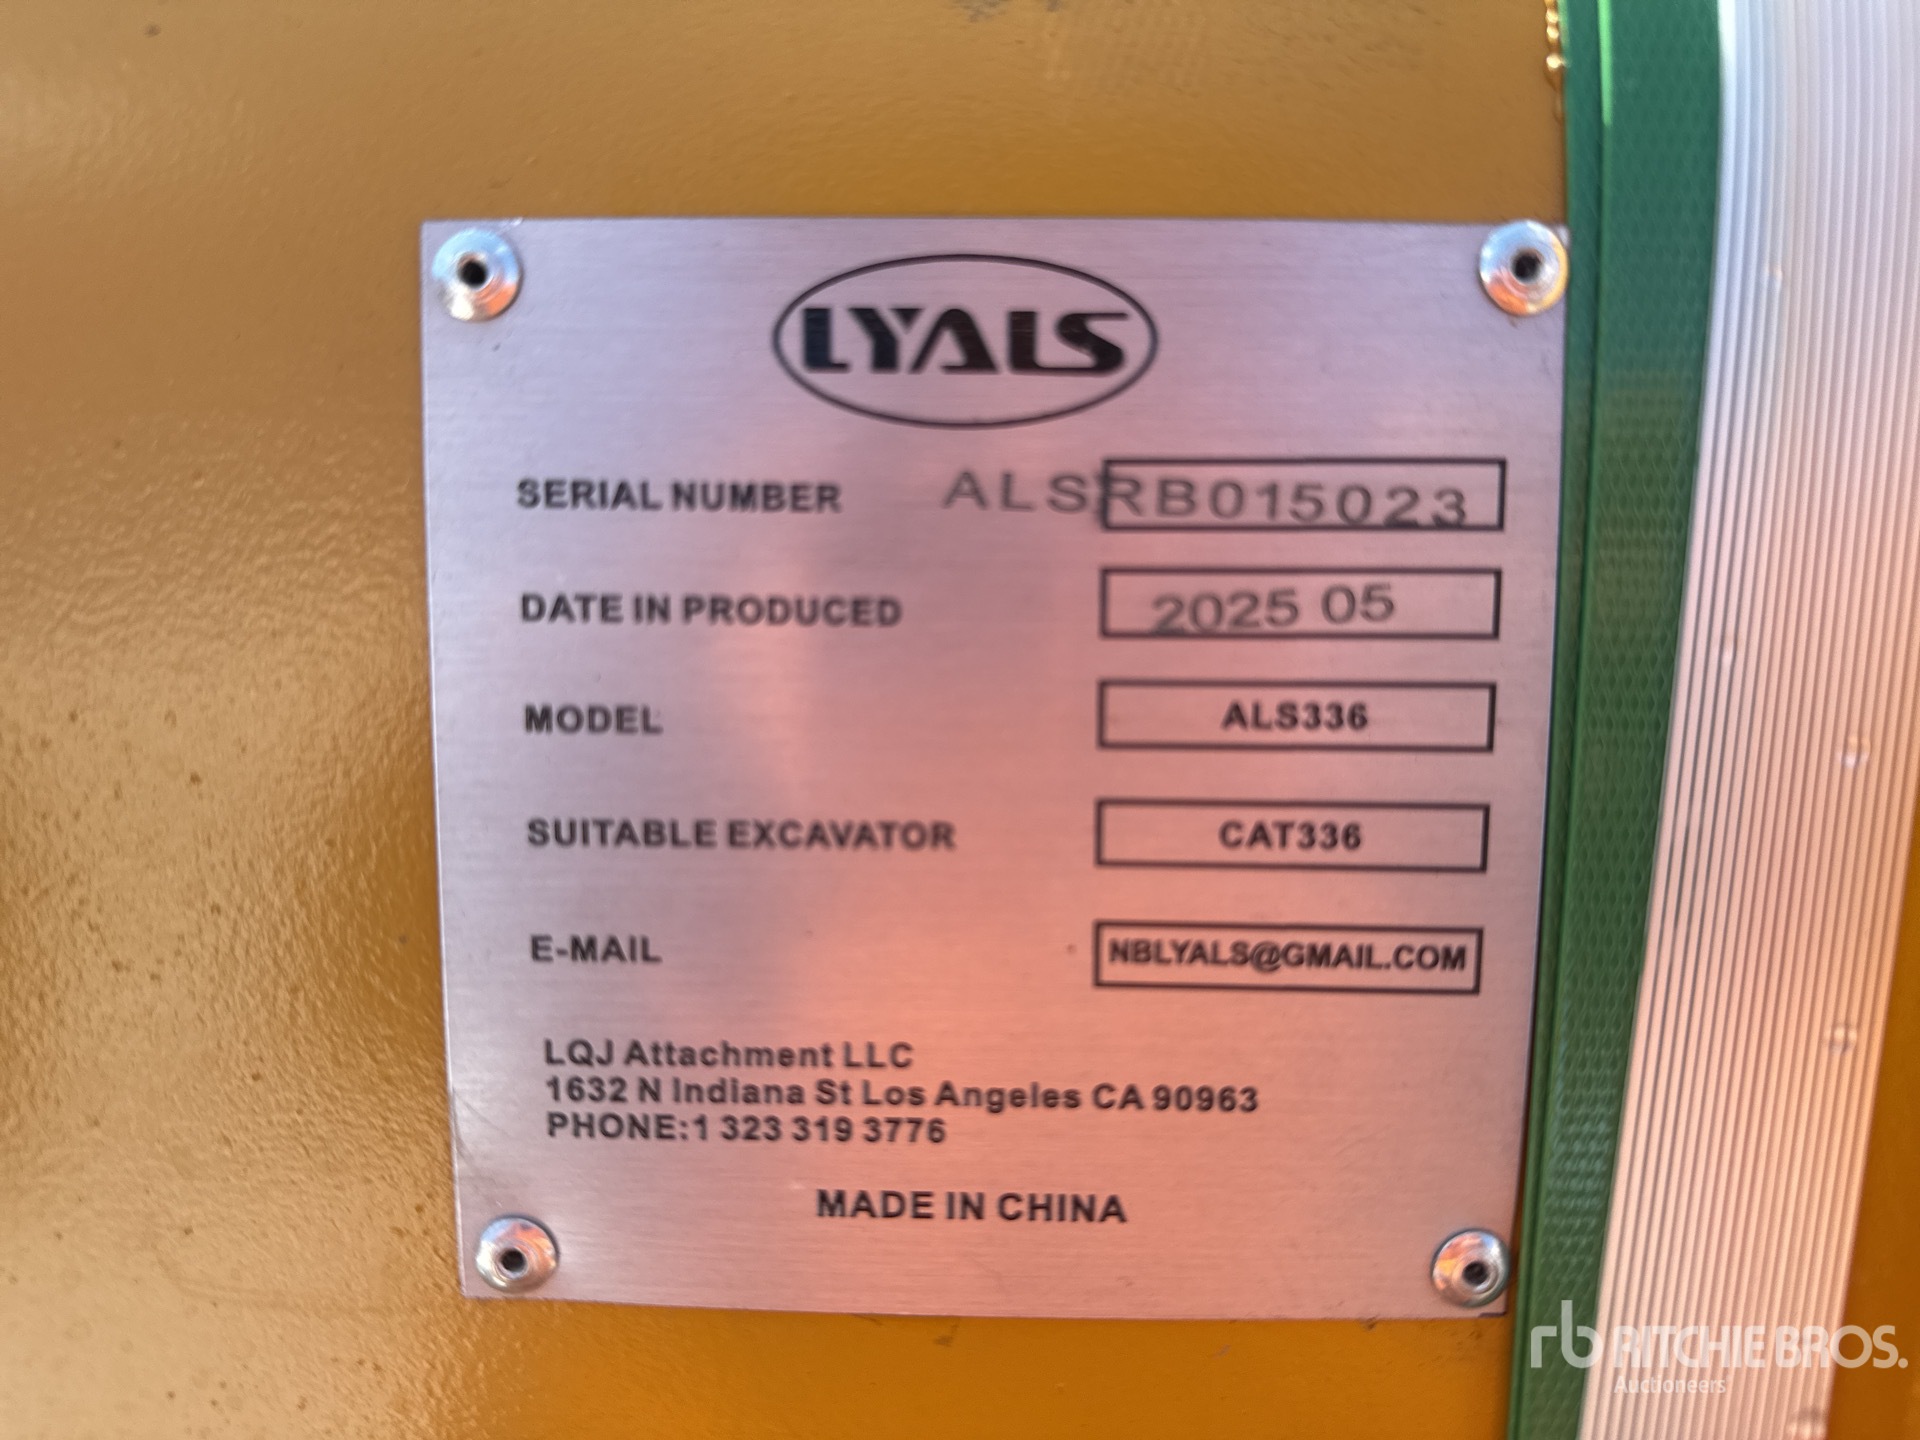 LYALS
SERIAL NUMBER ALSRB015023
DATE IN PRODUCED 2025 05
MODEL ALS336
SUITABLE EXCAVATOR CAT336
E-MAIL NBLYALS@GMAIL.COM
LQJ Attachment LLC
1632 N Indiana St Los Angeles CA 90963
PHONE:1 323 319 3776
MADE IN CHINA
rb RITCHIE BROS.
Auctioneers